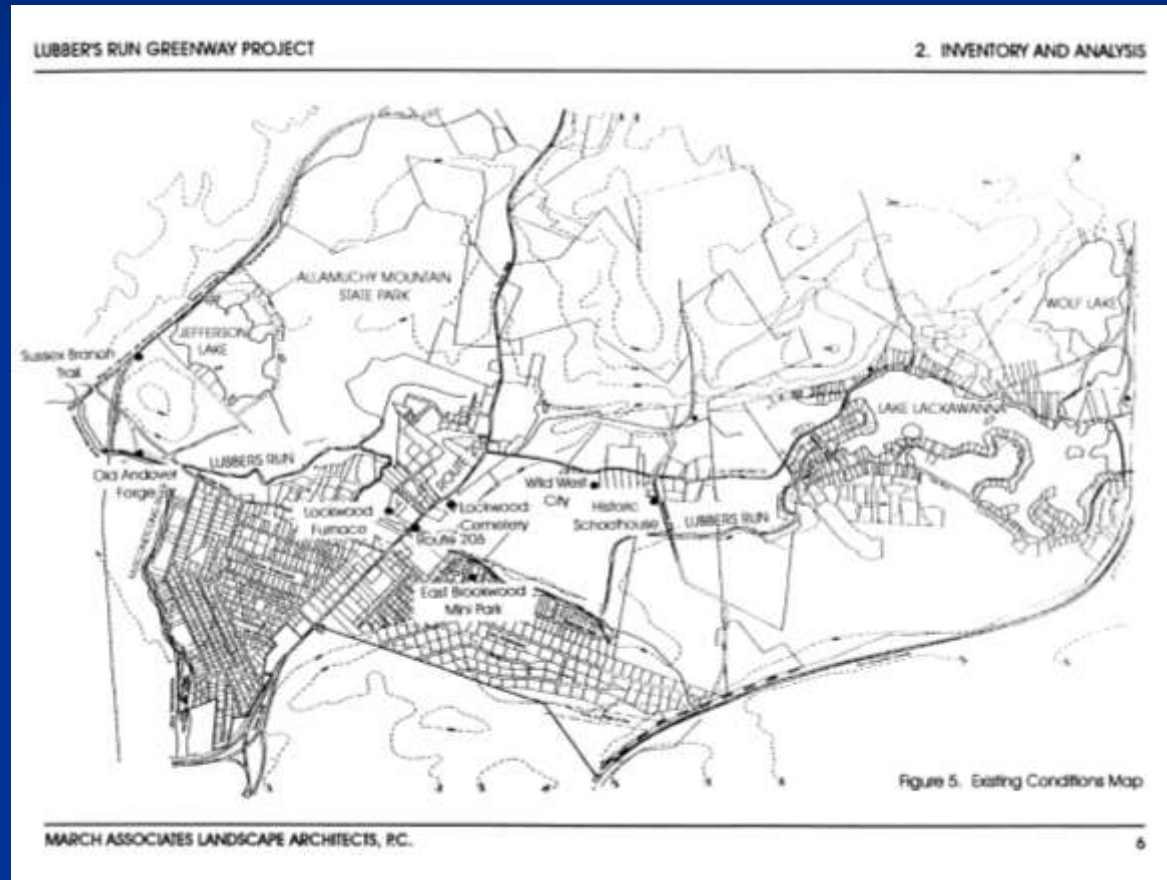 LUBBER'S RUN GREENWAY PROJECT
2. INVENTORY AND ANALYSIS
ALLAMUCHY MOUNTAIN
STATE PARK
JEFFERSON
LAKE
WOLF LAKE
Sussex Branch
Trail
LAKE LACKAWANNA
LUBBERS RUN
ROUTE 206
Old Andover
Forge
Wild West
City
Lockwood
Furnace
Lockwood
Cemetery
Historic
Schoolhouse
LUBBERS RUN
Route 206
East Brookwood
Mini Park
Figure 5. Existing Conditions Map
MARCH ASSOCIATES LANDSCAPE ARCHITECTS, P.C.
6